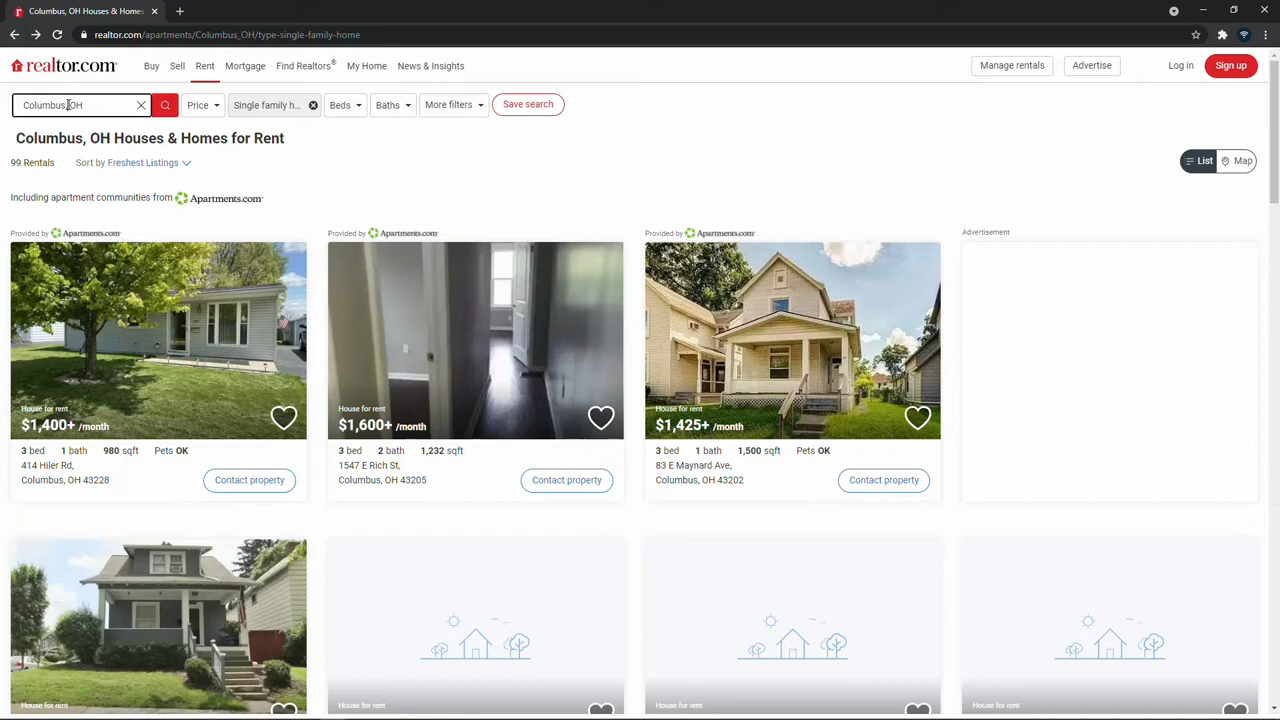 Columbus, OH Houses & Homes
realtor.com/apartments/Columbus_OH/type-single-family-home
realtor.com
Buy
Sell
Rent
Mortgage
Find Realtors®
My Home
News & Insights
Manage rentals
Advertise
Log in
Sign up
Columbus, OH
Price
Single family h...
Beds
Baths
More filters
Save search
Columbus, OH Houses & Homes for Rent
99 Rentals
Sort by Freshest Listings
List
Map
Including apartment communities from Apartments.com
Provided by Apartments.com
House for rent
$1,400+ /month
3 bed 1 bath 980 sqft Pets OK
414 Hiler Rd,
Columbus, OH 43228
Contact property
Provided by Apartments.com
House for rent
$1,600+ /month
3 bed 2 bath 1,232 sqft
1547 E Rich St,
Columbus, OH 43205
Contact property
Provided by Apartments.com
House for rent
$1,425+ /month
3 bed 1 bath 1,500 sqft Pets OK
83 E Maynard Ave,
Columbus, OH 43202
Contact property
Advertisement
House for rent
House for rent
House for rent
House for rent